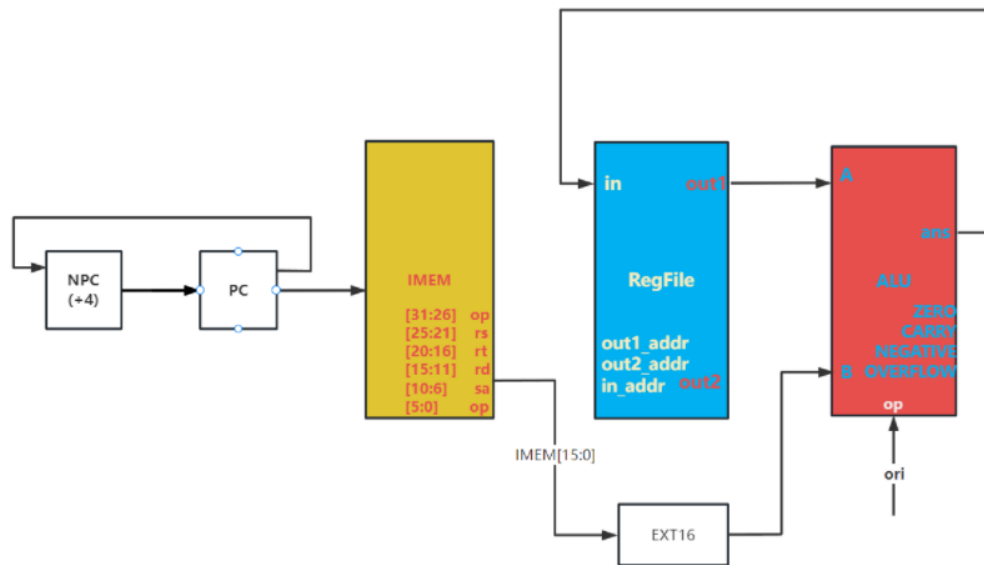 NPC
(+4)
PC
IMEM
[31:26] op
[25:21] rs
[20:16] rt
[15:11] rd
[10:6] sa
[5:0] op
IMEM[15:0]
EXT16
in
out1
RegFile
out1_addr
out2_addr
in_addr
out2
A
ans
ALU
ZERO
CARRY
NEGATIVE
B OVERFLOW
op
ori